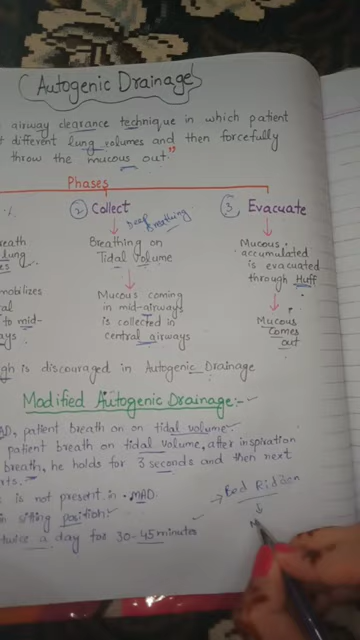 Autogenic Drainage
airway clearance technique in which patient
different lung volumes and then forcefully
throw the mucous out."
Phases
② Collect
③ Evacuate
Deep Breathing
Breathing on
Tidal Volume
Mucous coming
in mid-airways
is collected in
central airways
Mucous
accumulated
is evacuated
through Huff
Mucous
Comes
out
lung
mobilizes
to mid-
is discouraged in Autogenic Drainage
Modified Autogenic Drainage:-
patient breath on on tidal volume.
patient breath on tidal volume, after inspiration
breath, he holds for 3 seconds and then next
is not present in MAD
in sitting position
twice a day for 30-45 minutes
→ Bed Ridden